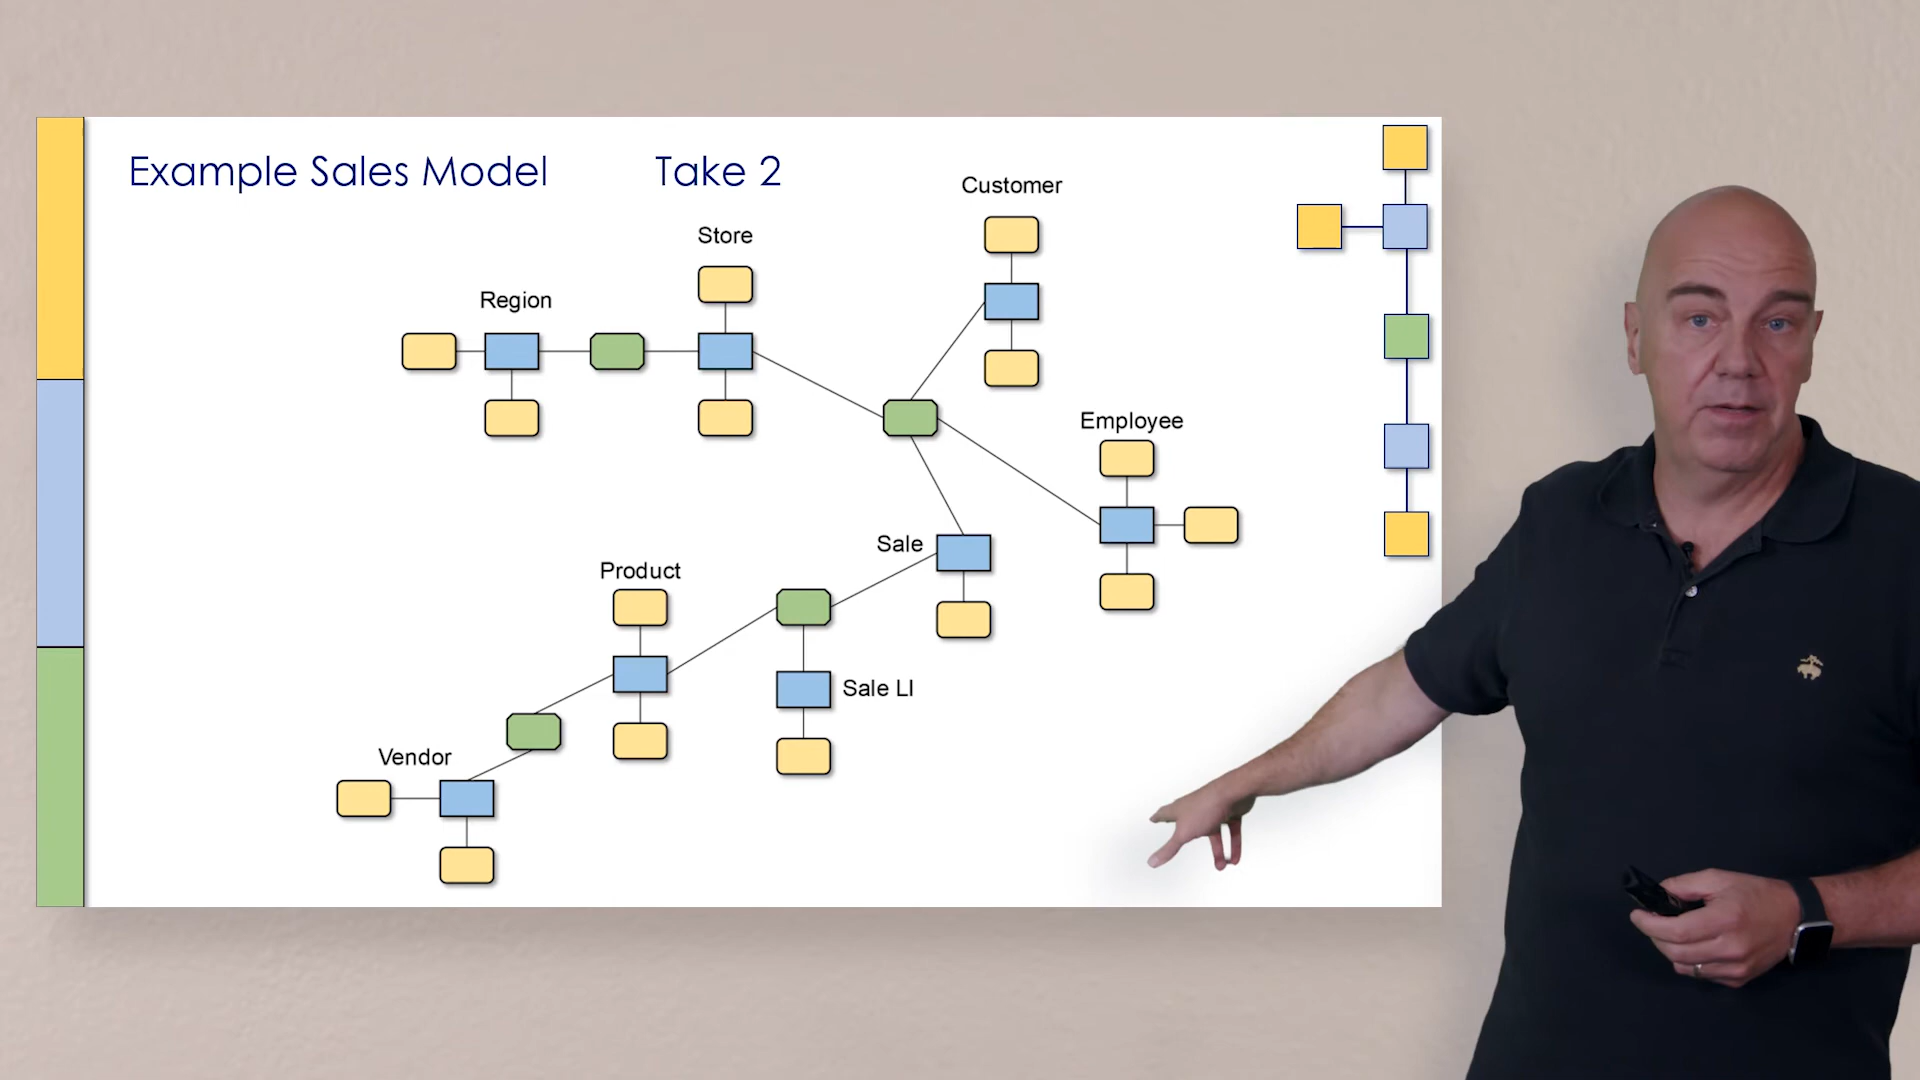 Example Sales Model
Take 2
Customer
Store
Region
Employee
Sale
Product
Sale LI
Vendor